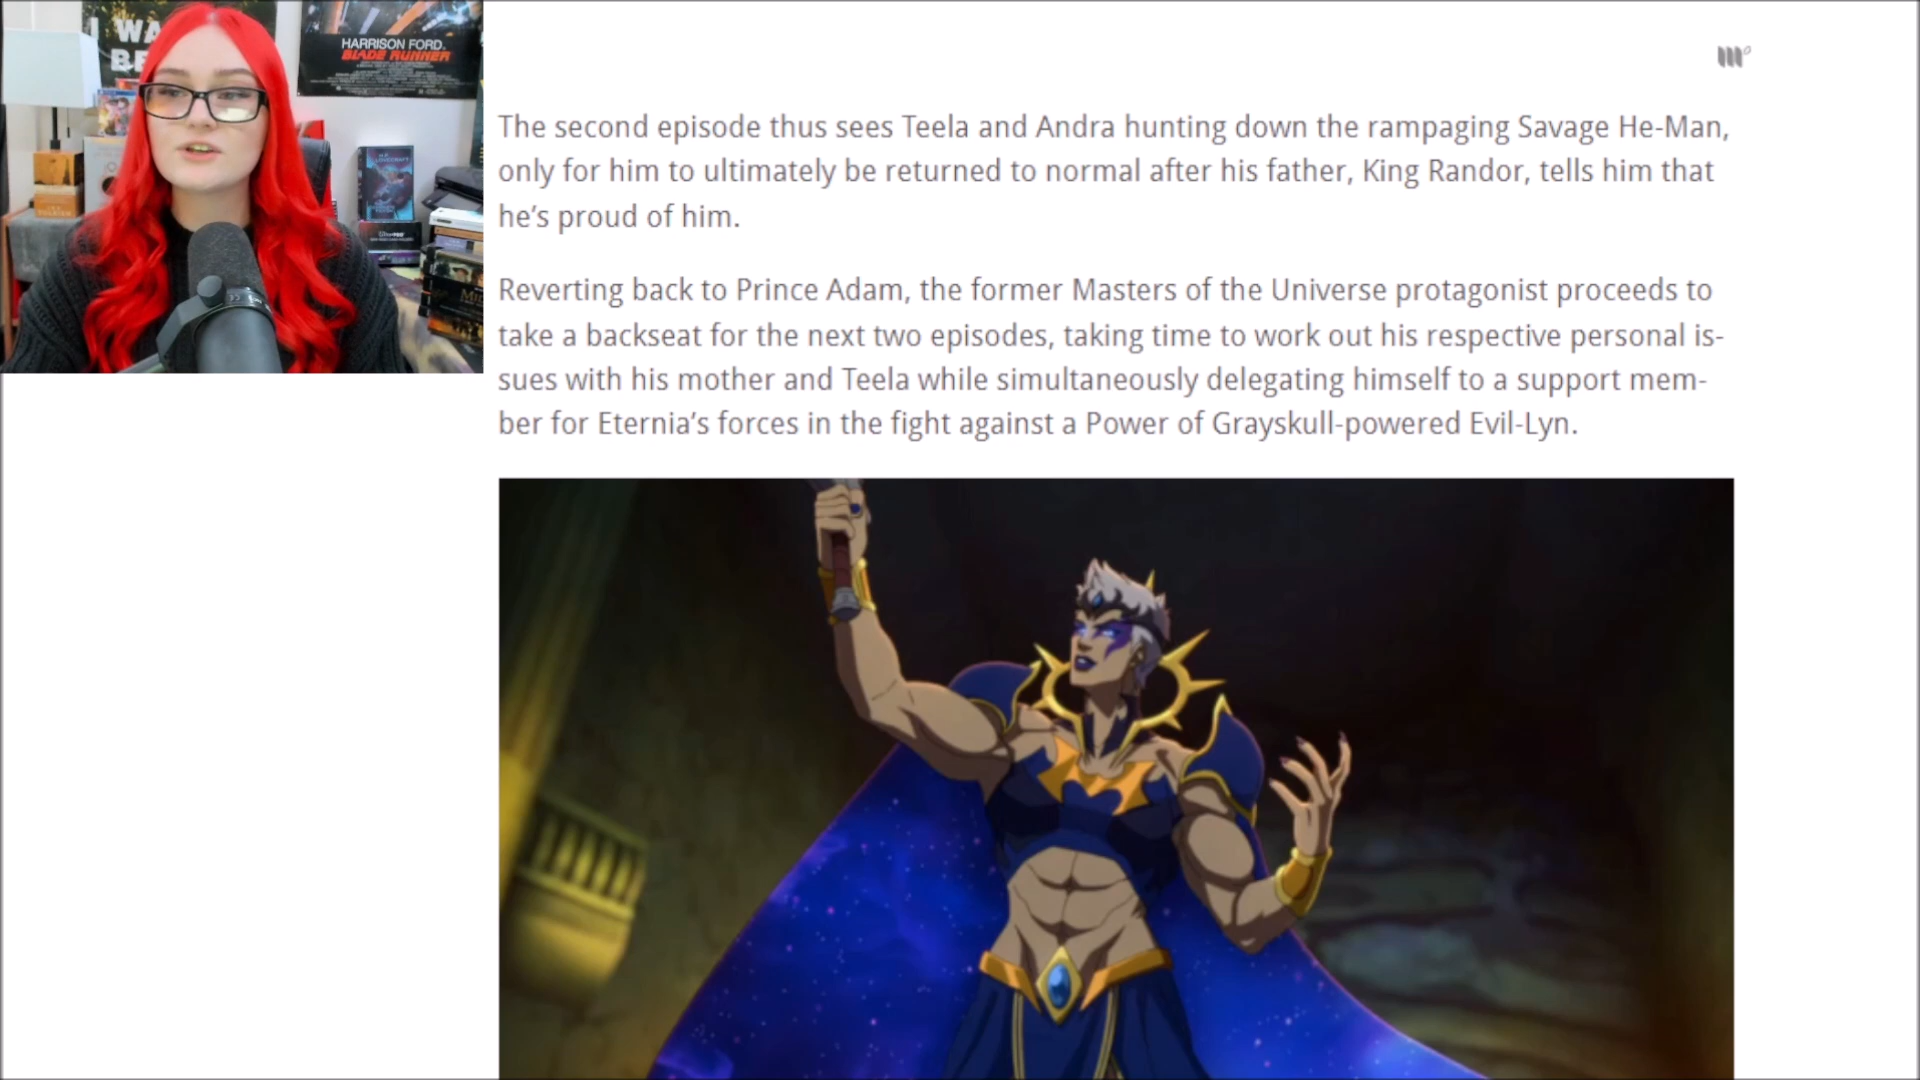 HARRISON FORD
BLADE RUNNER
The second episode thus sees Teela and Andra hunting down the rampaging Savage He-Man,
only for him to ultimately be returned to normal after his father, King Randor, tells him that
he’s proud of him.
Reverting back to Prince Adam, the former Masters of the Universe protagonist proceeds to
take a backseat for the next two episodes, taking time to work out his respective personal is-
sues with his mother and Teela while simultaneously delegating himself to a support mem-
ber for Eternia’s forces in the fight against a Power of Grayskull-powered Evil-Lyn.